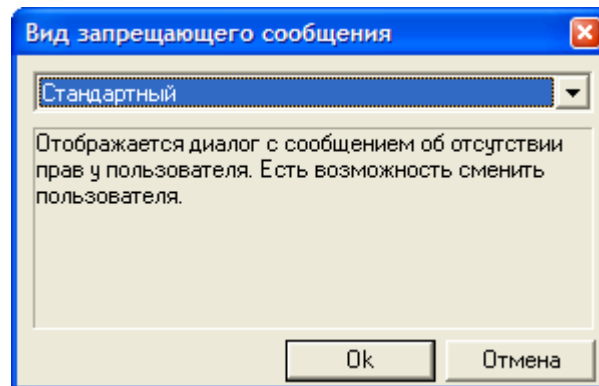 Вид запрещающего сообщения
Стандартный
Отображается диалог с сообщением об отсутствии
прав у пользователя. Есть возможность сменить
пользователя.
Ok
Отмена